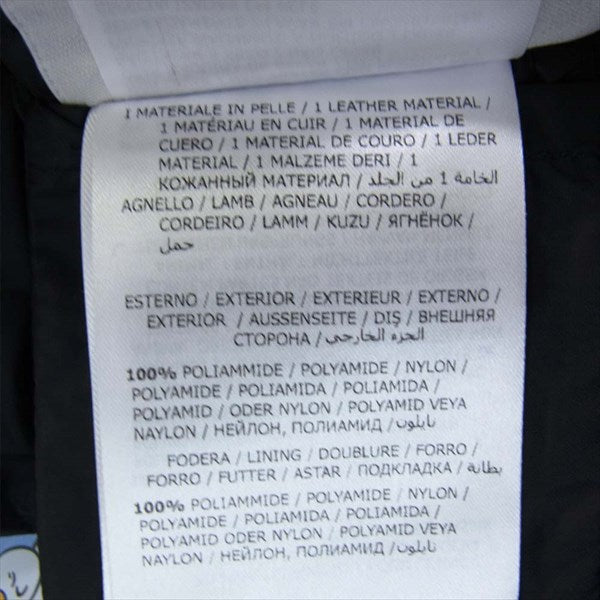 1 MATERIALE IN PELLE / 1 LEATHER MATERIAL /
1 MATÉRIAU EN CUIR / 1 MATERIAL DE
CUERO / 1 MATERIAL DE COURO / 1 LEDER
MATERIAL / 1 MALZEME DERI / 1
КОЖАННЫЙ МАТЕРИАЛ / الخامة 1 من الجلد
AGNELLO / LAMB / AGNEAU / CORDERO /
CORDEIRO / LAMM / KUZU / ЯГНЁНОК /
حمل
ESTERNO / EXTERIOR / EXTERIEUR / EXTERNO /
EXTERIOR / AUSSENSEITE / DIŞ / ВНЕШНЯЯ
СТОРОНА / الجزء الخارجي
100% POLIAMMIDE / POLYAMIDE / NYLON /
POLYAMIDE / POLIAMIDA / POLIAMIDA /
POLYAMID / ODER NYLON / POLYAMID VEYA
NAYLON / НЕЙЛОН, ПОЛИАМИД / نايلون
FODERA / LINING / DOUBLURE / FORRO /
FORRO / FUTTER / ASTAR / ПОДКЛАДКА / بطانة
100% POLIAMMIDE / POLYAMIDE / NYLON /
POLYAMIDE / POLIAMIDA / POLIAMIDA /
POLYAMID ODER NYLON / POLYAMID VEYA
NAYLON / НЕЙЛОН, ПОЛИАМИД / نايلون